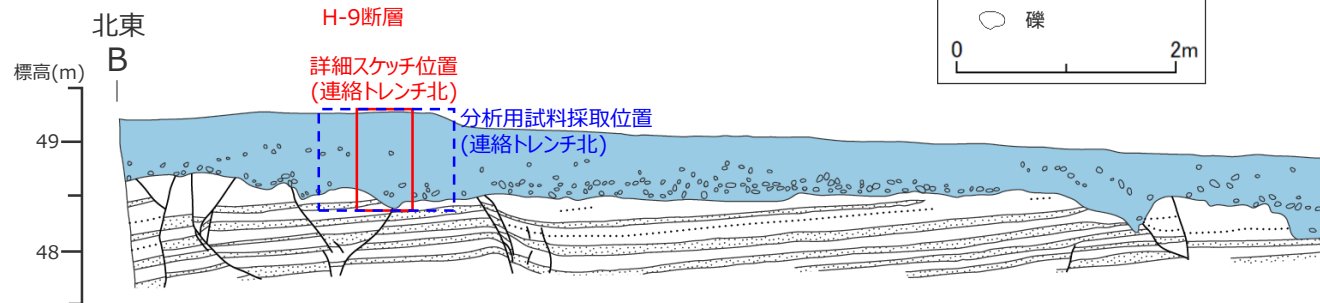 H-9断層
北東
B
標高(m)
詳細スケッチ位置
(連絡トレンチ北)
分析用試料採取位置
(連絡トレンチ北)
礫
0 2m
49
48